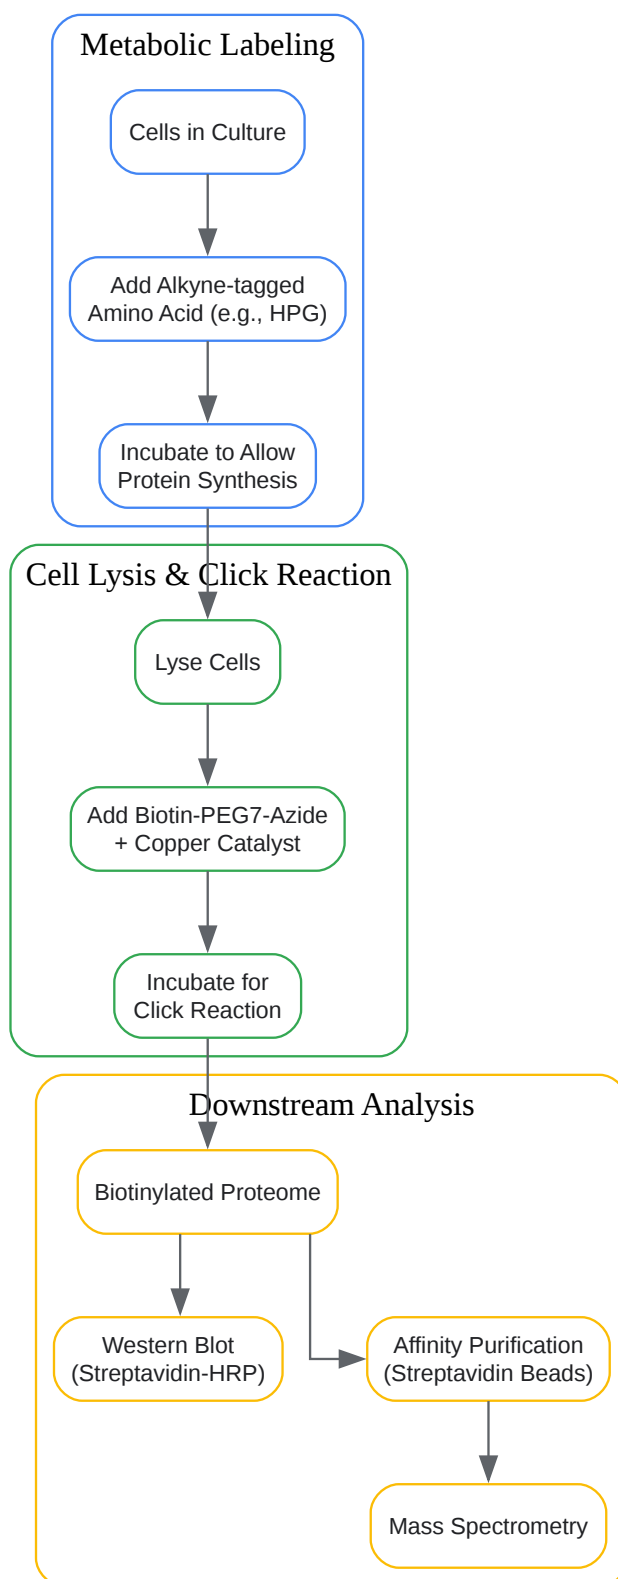 Metabolic Labeling
Cells in Culture
Add Alkyne-tagged
Amino Acid (e.g., HPG)
Incubate to Allow
Protein Synthesis
Cell Lysis & Click Reaction
Lyse Cells
Add Biotin-PEG7-Azide
+ Copper Catalyst
Incubate for
Click Reaction
Downstream Analysis
Biotinylated Proteome
Western Blot
(Streptavidin-HRP)
Affinity Purification
(Streptavidin Beads)
Mass Spectrometry